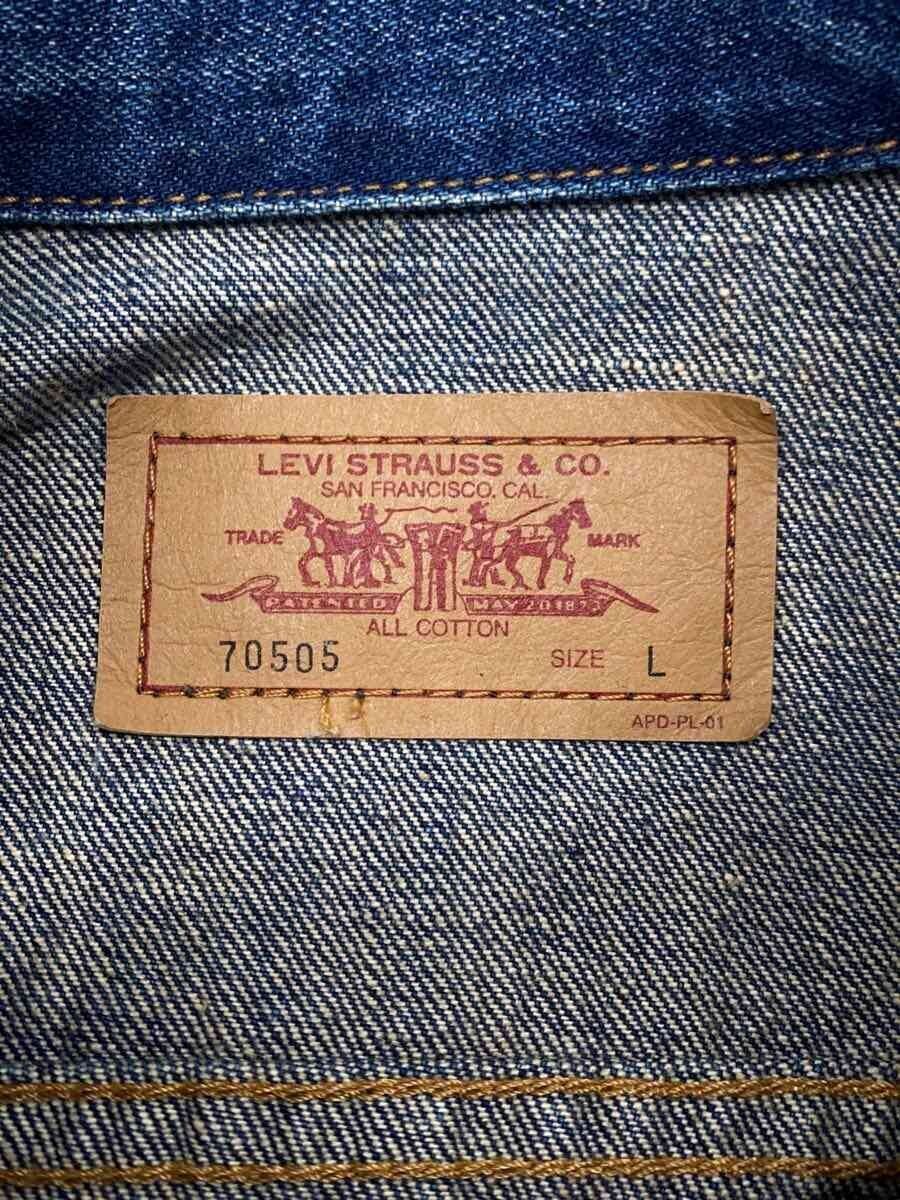 LEVI STRAUSS & CO.
SAN FRANCISCO, CAL.
TRADE MARK
PATENTED MAY 20 1873
ALL COTTON
70505 SIZE L
APD-PL-01